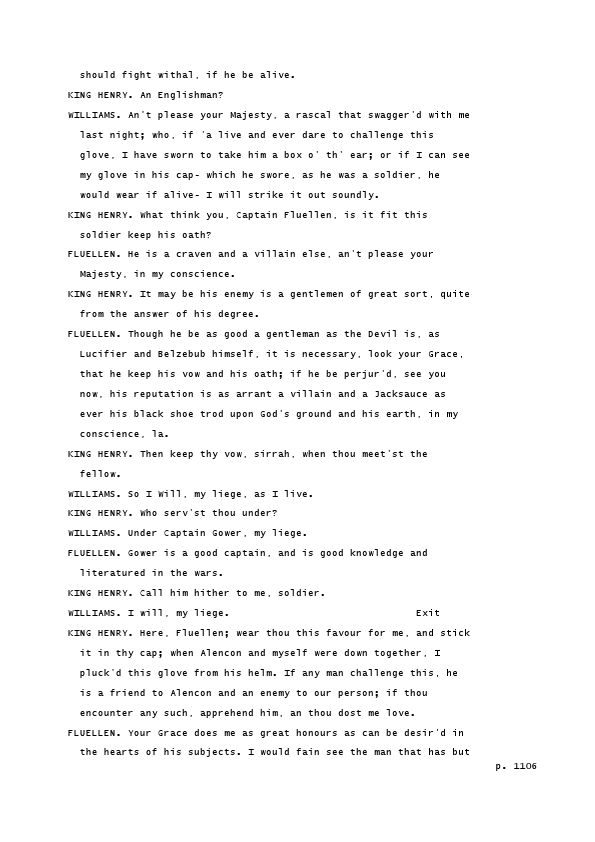 should fight withal, if he be alive.
KING HENRY. An Englishman?
WILLIAMS. An't please your Majesty, a rascal that swagger'd with me
last night; who, if 'a live and ever dare to challenge this
glove, I have sworn to take him a box o' th' ear; or if I can see
my glove in his cap- which he swore, as he was a soldier, he
would wear if alive- I will strike it out soundly.
KING HENRY. What think you, Captain Fluellen, is it fit this
soldier keep his oath?
FLUELLEN. He is a craven and a villain else, an't please your
Majesty, in my conscience.
KING HENRY. It may be his enemy is a gentlemen of great sort, quite
from the answer of his degree.
FLUELLEN. Though he be as good a gentleman as the Devil is, as
Lucifier and Belzebub himself, it is necessary, look your Grace,
that he keep his vow and his oath; if he be perjur'd, see you
now, his reputation is as arrant a villain and a Jacksauce as
ever his black shoe trod upon God's ground and his earth, in my
conscience, la.
KING HENRY. Then keep thy vow, sirrah, when thou meet'st the
fellow.
WILLIAMS. So I Will, my liege, as I live.
KING HENRY. Who serv'st thou under?
WILLIAMS. Under Captain Gower, my liege.
FLUELLEN. Gower is a good captain, and is good knowledge and
literatured in the wars.
KING HENRY. Call him hither to me, soldier.
WILLIAMS. I will, my liege. Exit
KING HENRY. Here, Fluellen; wear thou this favour for me, and stick
it in thy cap; when Alencon and myself were down together, I
pluck'd this glove from his helm. If any man challenge this, he
is a friend to Alencon and an enemy to our person; if thou
encounter any such, apprehend him, an thou dost me love.
FLUELLEN. Your Grace does me as great honours as can be desir'd in
the hearts of his subjects. I would fain see the man that has but
p. 1106